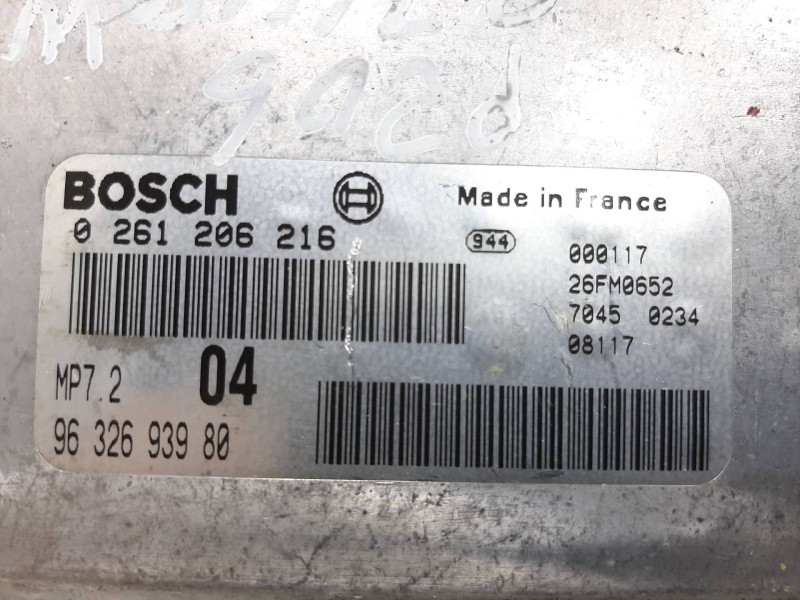 BOSCH Made in France
0 261 206 216 944 000117
26FM0652
7045 0234
08117
MP7.2 04
96 326 939 80